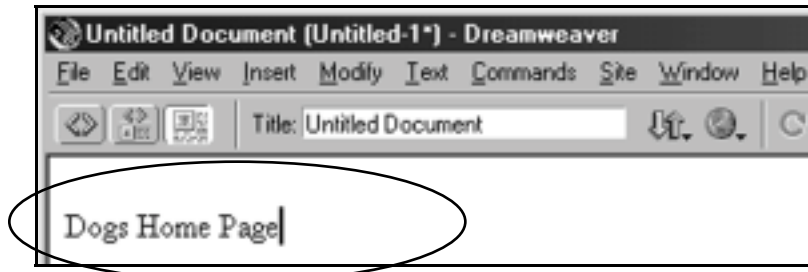 Untitled Document (Untitled-1*) - Dreamweaver
File Edit View Insert Modify Text Commands Site Window Help
Title: Untitled Document
Dogs Home Page